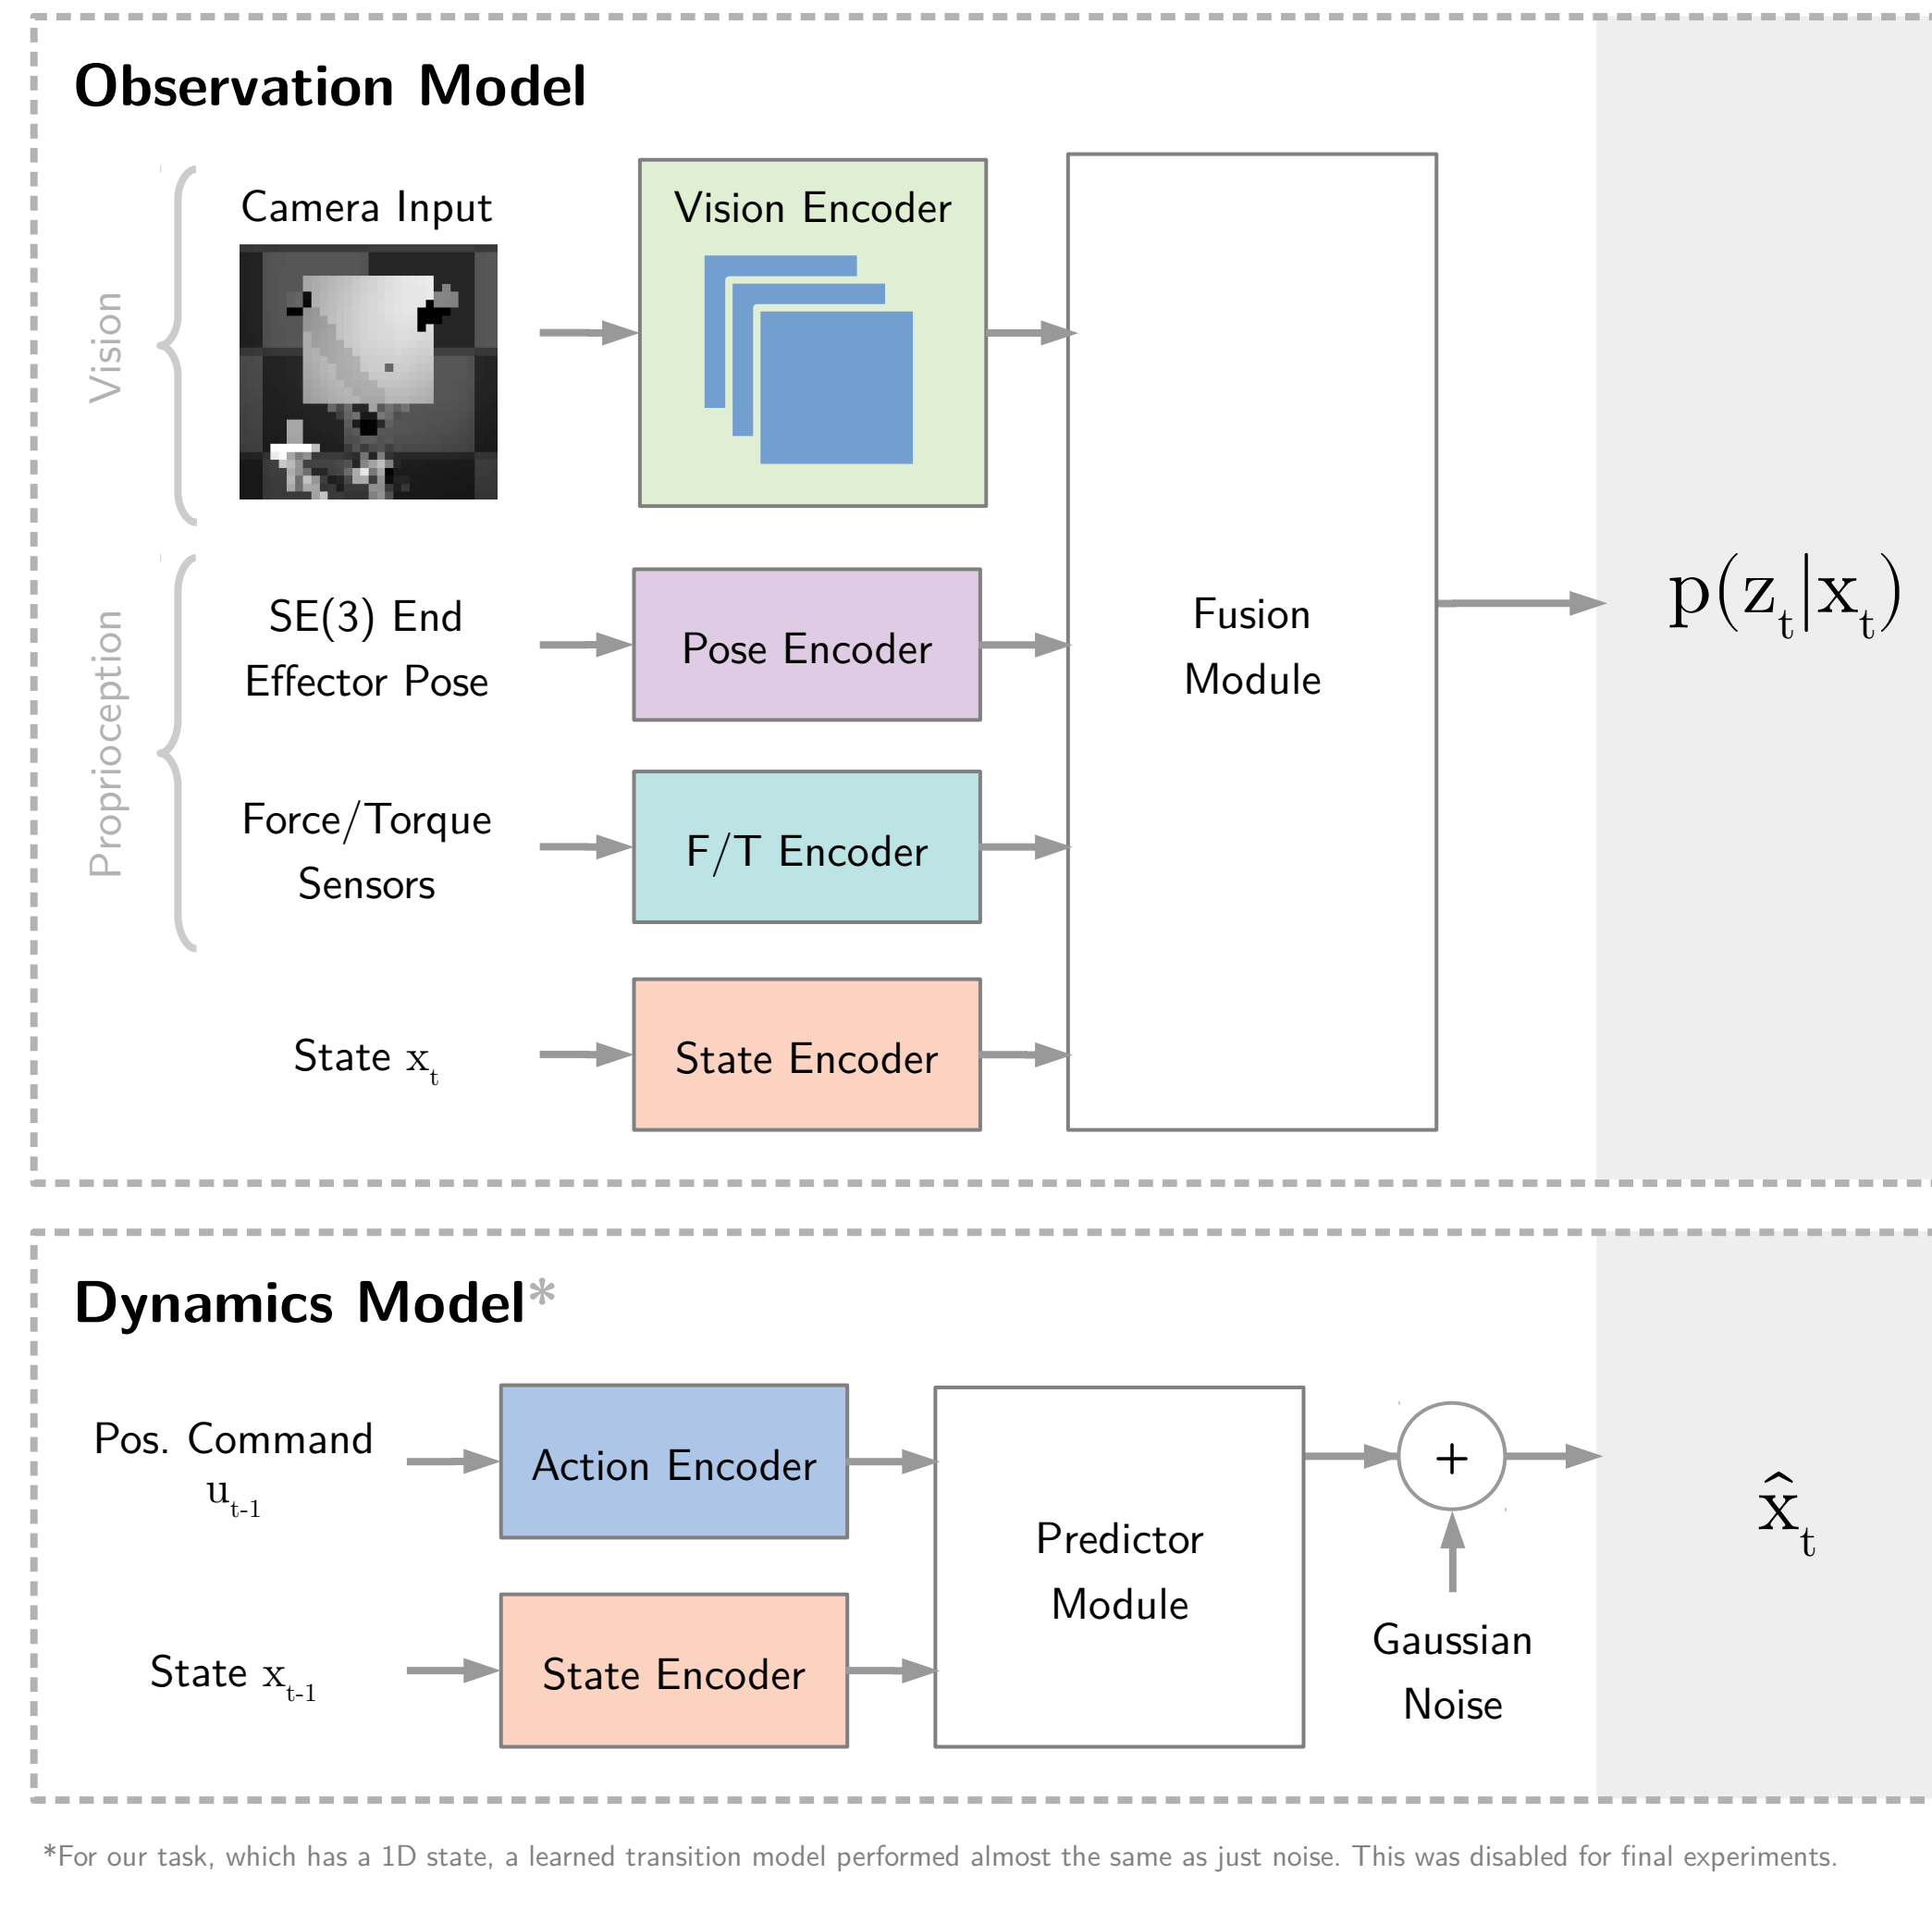 Observation Model
Vision
Camera Input
Vision Encoder
Proprioception
SE(3) End
Effector Pose
Pose Encoder
Force/Torque
Sensors
F/T Encoder
State x_t
State Encoder
Fusion
Module
p(z_t|x_t)
Dynamics Model*
Pos. Command
u_t-1
Action Encoder
State x_t-1
State Encoder
Predictor
Module
+
Gaussian
Noise
x̂_t
*For our task, which has a 1D state, a learned transition model performed almost the same as just noise. This was disabled for final experiments.